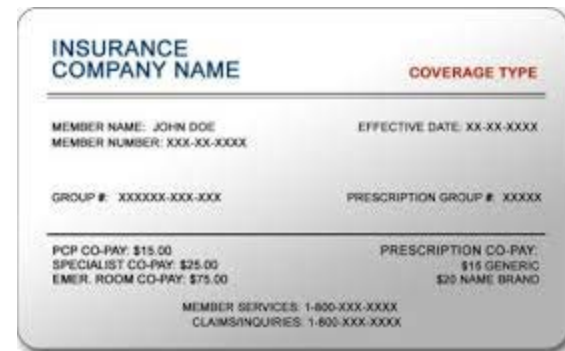 INSURANCE
COMPANY NAME
COVERAGE TYPE
MEMBER NAME: JOHN DOE
MEMBER NUMBER: XXX-XX-XXXX
EFFECTIVE DATE: XX-XX-XXXX
GROUP #: XXXXXX-XXX-XXX
PRESCRIPTION GROUP #: XXXXX
PCP CO-PAY: $15.00
SPECIALIST CO-PAY: $25.00
EMER. ROOM CO-PAY: $75.00
PRESCRIPTION CO-PAY:
$15 GENERIC
$20 NAME BRAND
MEMBER SERVICES: 1-800-XXX-XXXX
CLAIMS/INQUIRIES: 1-800-XXX-XXXX